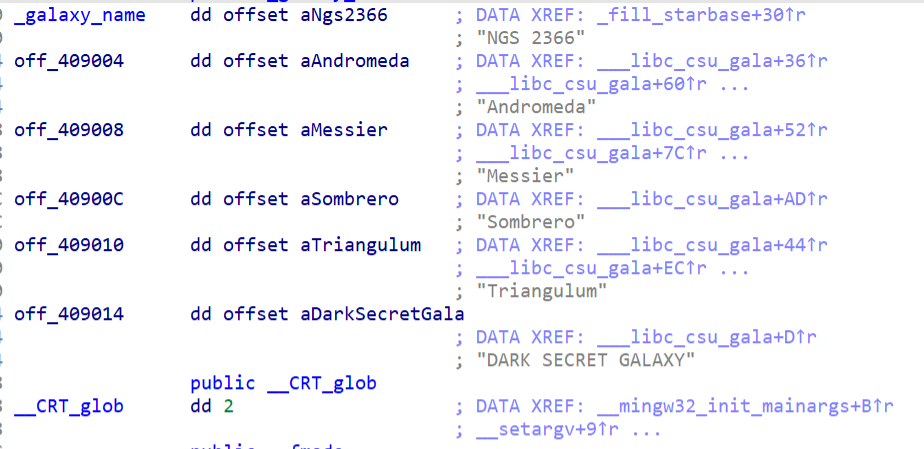 _galaxy_name dd offset aNgs2366 ; DATA XREF: _fill_starbase+30↑r
; "NGS 2366"
off_409004 dd offset aAndromeda ; DATA XREF: ___libc_csu_gala+36↑r
; ___libc_csu_gala+60↑r ...
; "Andromeda"
off_409008 dd offset aMessier ; DATA XREF: ___libc_csu_gala+52↑r
; ___libc_csu_gala+7C↑r ...
; "Messier"
off_40900C dd offset aSombrero ; DATA XREF: ___libc_csu_gala+AD↑r
; "Sombrero"
off_409010 dd offset aTriangulum ; DATA XREF: ___libc_csu_gala+44↑r
; ___libc_csu_gala+EC↑r ...
; "Triangulum"
off_409014 dd offset aDarkSecretGala
; DATA XREF: ___libc_csu_gala+D↑r
; "DARK SECRET GALAXY"
public __CRT_glob
__CRT_glob dd 2 ; DATA XREF: __mingw32_init_mainargs+B↑r
; __setargv+9↑r ...